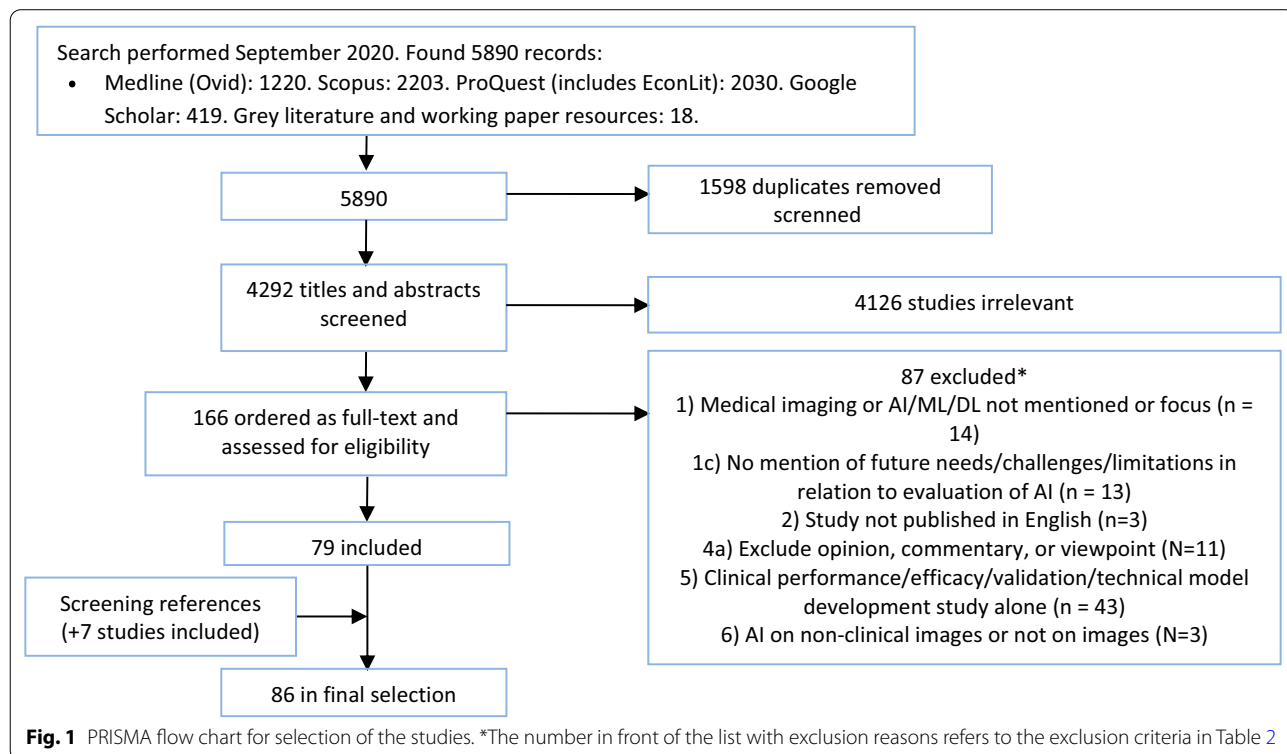 Search performed September 2020. Found 5890 records:
• Medline (Ovid): 1220. Scopus: 2203. ProQuest (includes EconLit): 2030. Google
Scholar: 419. Grey literature and working paper resources: 18.
5890
1598 duplicates removed
screnned
4292 titles and abstracts
screened
4126 studies irrelevant
166 ordered as full-text and
assessed for eligibility
87 excluded*
1) Medical imaging or AI/ML/DL not mentioned or focus (n =
14)
1c) No mention of future needs/challenges/limitations in
relation to evaluation of AI (n = 13)
2) Study not published in English (n=3)
4a) Exclude opinion, commentary, or viewpoint (N=11)
5) Clinical performance/efficacy/validation/technical model
development study alone (n = 43)
6) AI on non-clinical images or not on images (N=3)
79 included
Screening references
(+7 studies included)
86 in final selection
Fig. 1 PRISMA flow chart for selection of the studies. *The number in front of the list with exclusion reasons refers to the exclusion criteria in Table 2